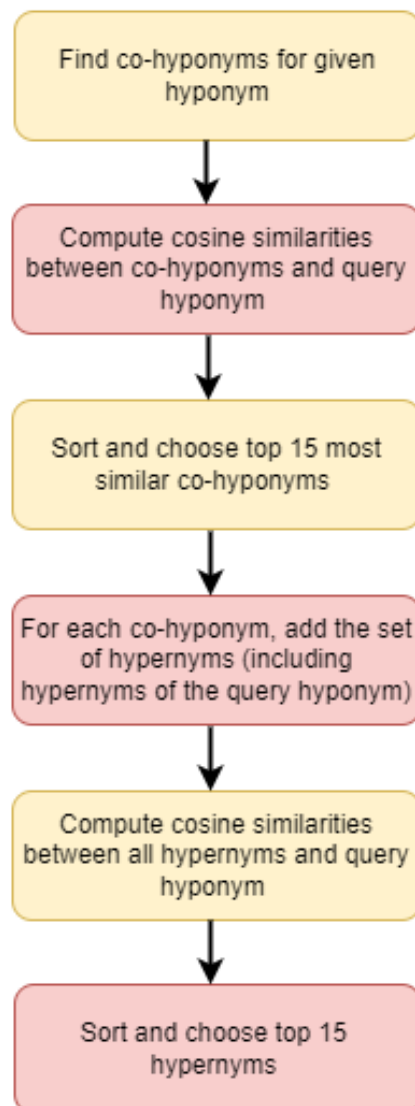 Find co-hyponyms for given
hyponym
Compute cosine similarities
between co-hyponyms and query
hyponym
Sort and choose top 15 most
similar co-hyponyms
For each co-hyponym, add the set
of hypernyms (including
hypernyms of the query hyponym)
Compute cosine similarities
between all hypernyms and query
hyponym
Sort and choose top 15
hypernyms